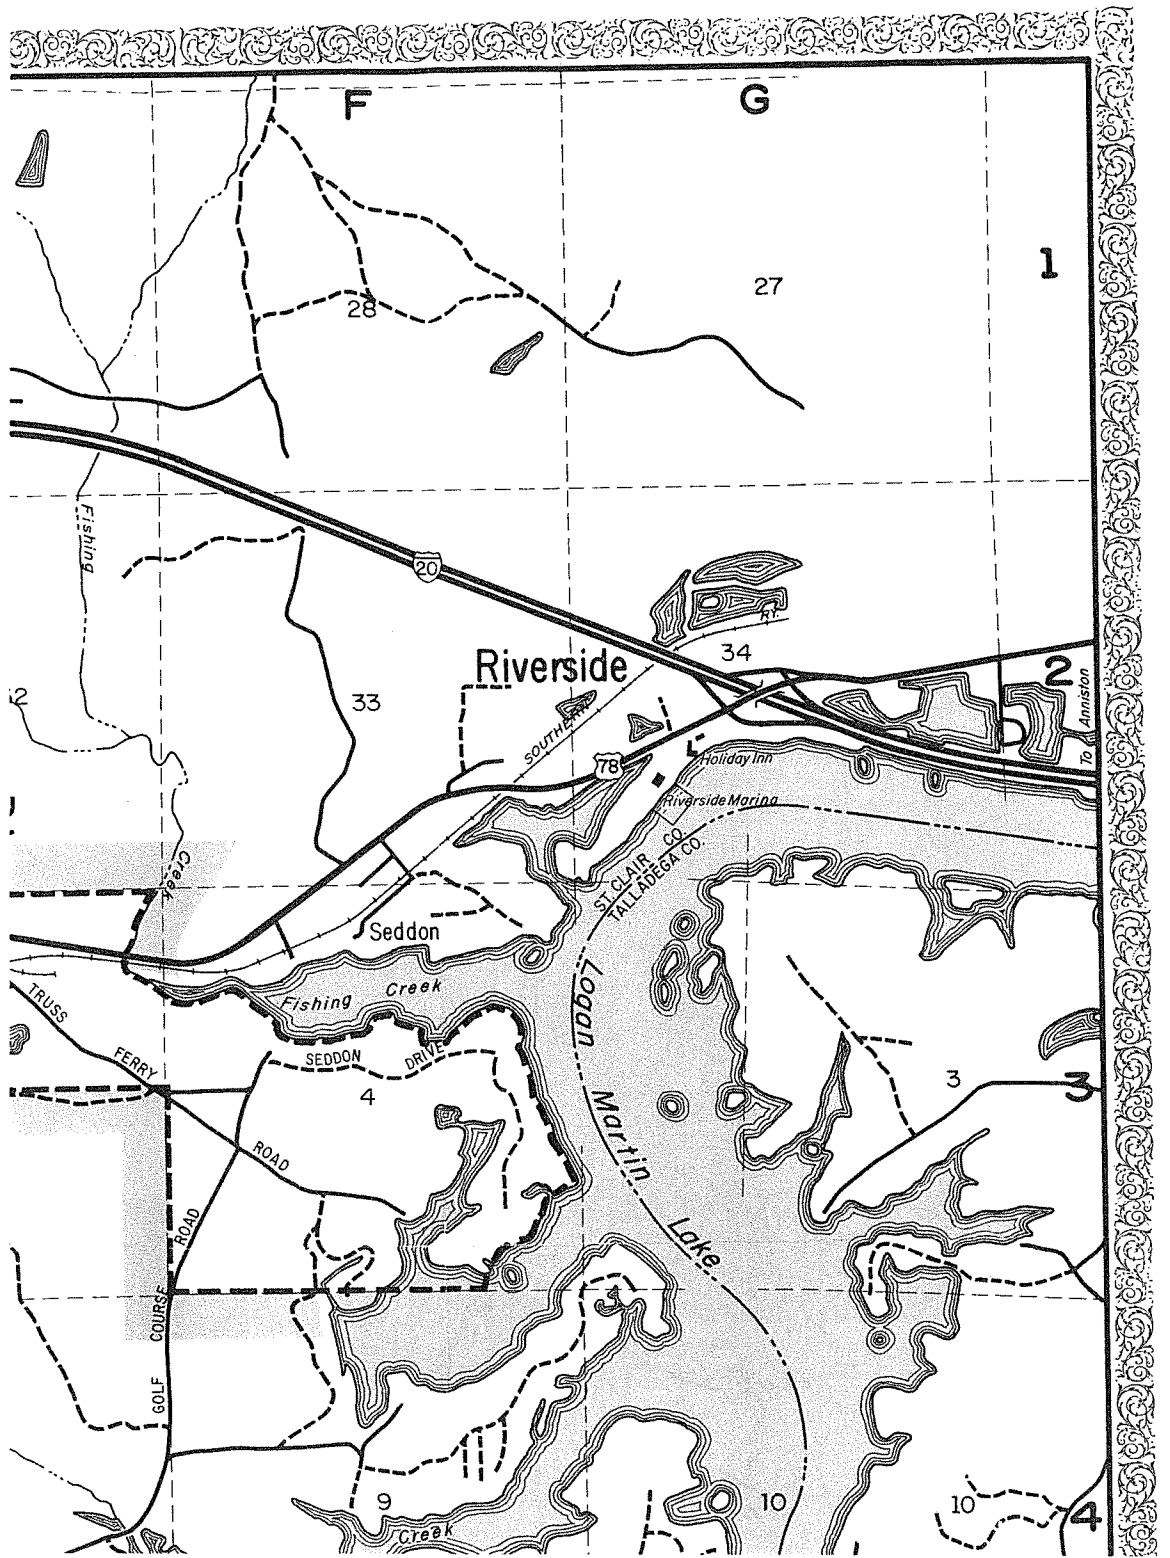 F
G
1
27
28
Fishing
20
RY.
34
Riverside
2
33
SOUTHERN
To Anniston
78
Holiday Inn
Riverside Marina
ST. CLAIR CO.
TALLADEGA CO.
Creek
Seddon
Logan Martin Lake
Fishing Creek
TRUSS FERRY ROAD
SEDDON DRIVE
4
3
3
GOLF COURSE ROAD
9
10
10
4
Creek